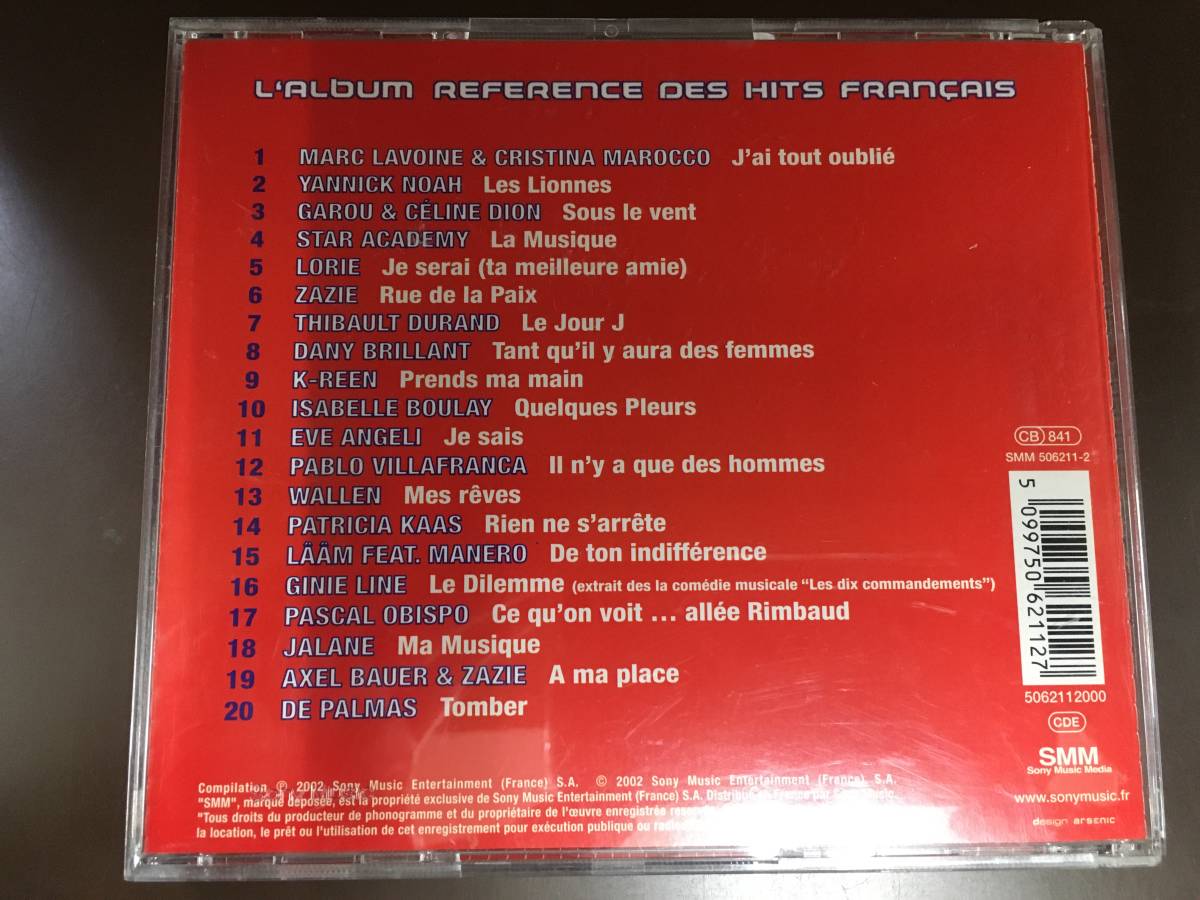 L'ALBUM REFERENCE DES HITS FRANÇAIS
1 MARC LAVOINE & CRISTINA MAROCCO J'ai tout oublié
2 YANNICK NOAH Les Lionnes
3 GAROU & CÉLINE DION Sous le vent
4 STAR ACADEMY La Musique
5 LORIE Je serai (ta meilleure amie)
6 ZAZIE Rue de la Paix
7 THIBAULT DURAND Le Jour J
8 DANY BRILLANT Tant qu'il y aura des femmes
9 K-REEN Prends ma main
10 ISABELLE BOULAY Quelques Pleurs
11 EVE ANGELI Je sais
12 PABLO VILLAFRANCA Il n'y a que des hommes
13 WALLEN Mes rêves
14 PATRICIA KAAS Rien ne s'arrête
15 LÂÂM FEAT. MANERO De ton indifférence
16 GINIE LINE Le Dilemme (extrait des la comédie musicale "Les dix commandements")
17 PASCAL OBISPO Ce qu'on voit ... allée Rimbaud
18 JALANE Ma Musique
19 AXEL BAUER & ZAZIE A ma place
20 DE PALMAS Tomber
CB 841
SMM 506211-2
5 099750 621127
5062112000
CDE
SMM
Sony Music Media
www.sonymusic.fr
design arsenic
Compilation ℗ 2002 Sony Music Entertainment (France) S.A. © 2002 Sony Music Entertainment (France) S.A.
"SMM", marque déposée, est la propriété exclusive de Sony Music Entertainment (France) S.A. Distribué en France par Sony Music.
"Tous droits du producteur de phonogramme et du propriétaire de l'œuvre enregistrée
la location, le prêt ou l'utilisation de cet enregistrement pour exécution publique ou